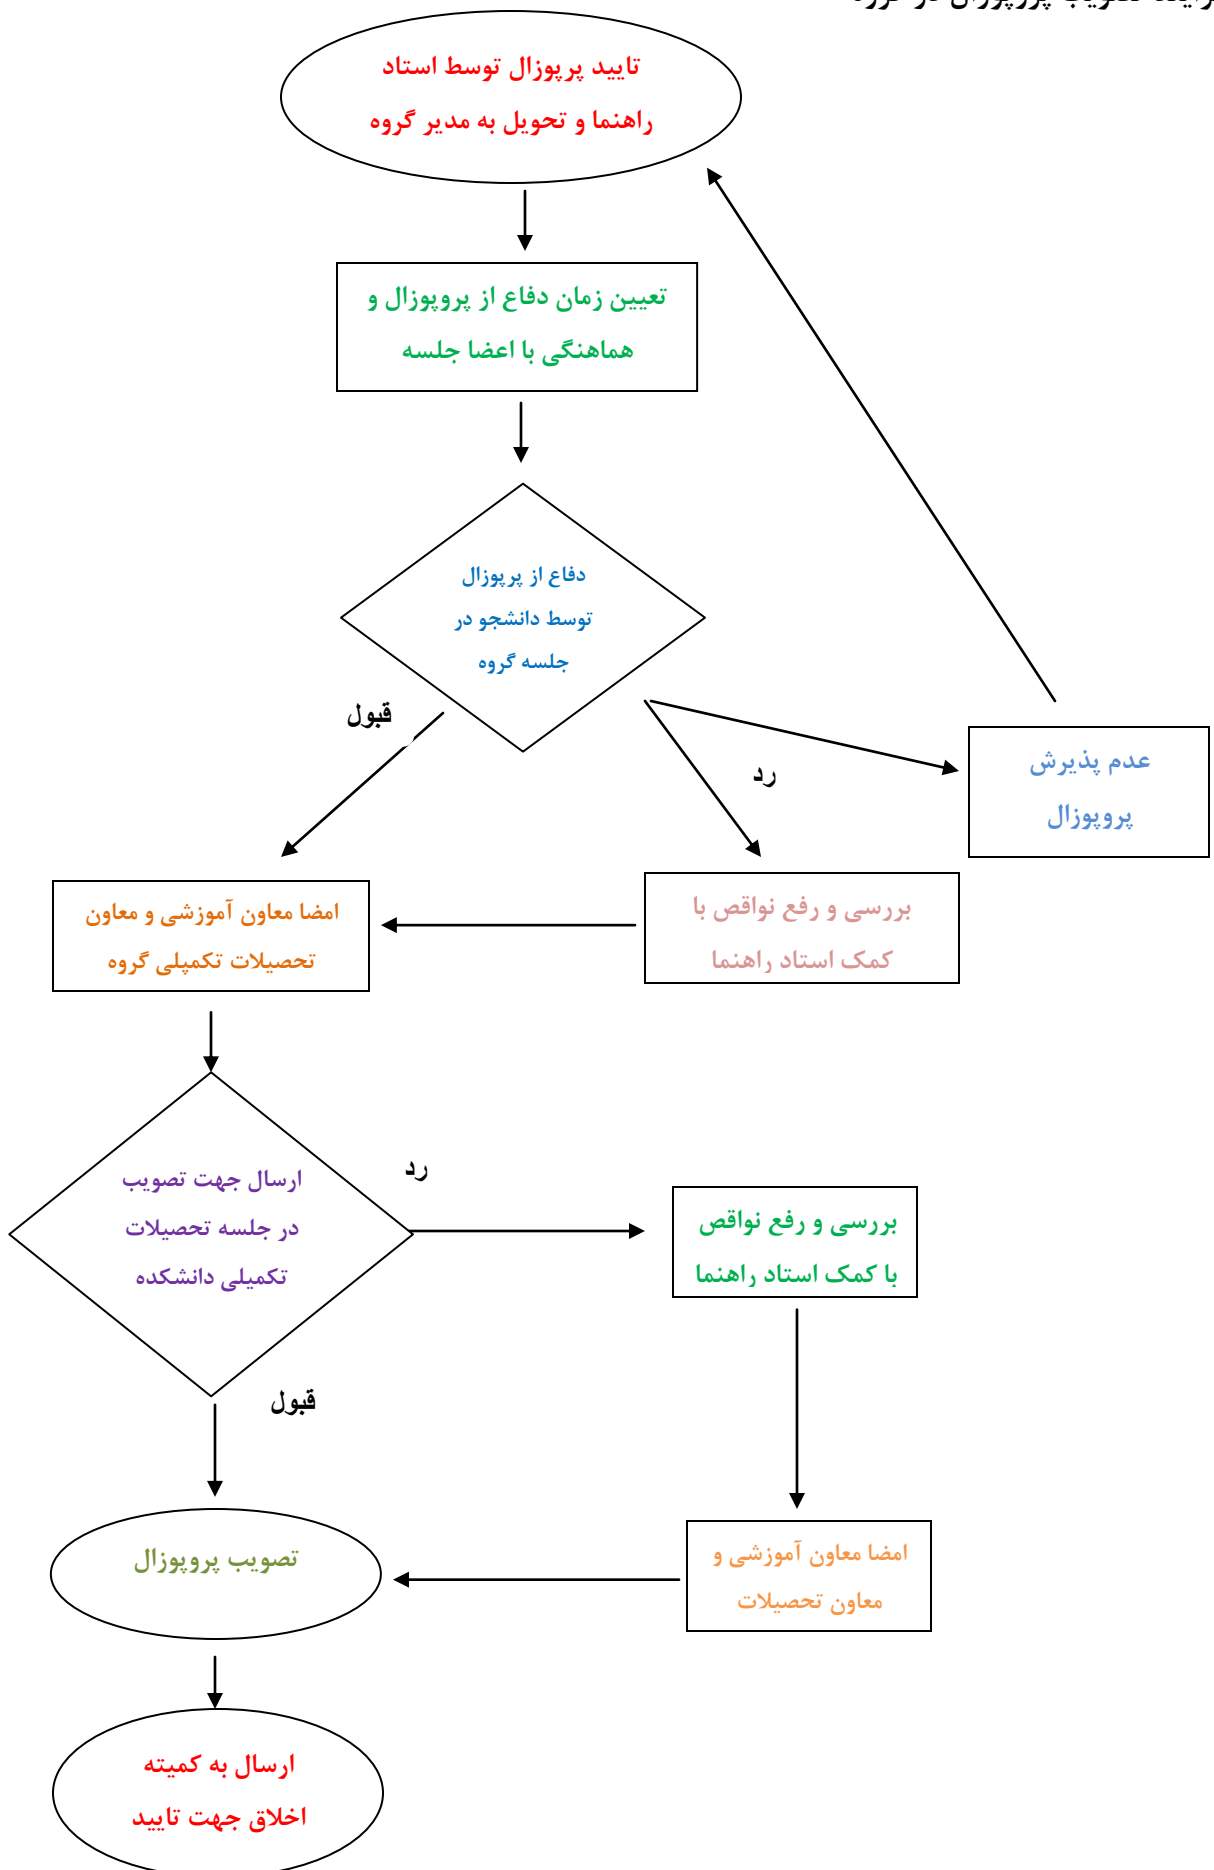 تایید پرپوزال توسط استاد
راهنما و تحویل به مدیر گروه
تعیین زمان دفاع از پروپوزال و
هماهنگی با اعضا جلسه
دفاع از پرپوزال
توسط دانشجو در
جلسه گروه
قبول
رد
عدم پذیرش
پروپوزال
امضا معاون آموزشی و معاون
تحصیلات تکمپلی گروه
بررسی و رفع نواقص با
کمک استاد راهنما
ارسال جهت تصویب
در جلسه تحصیلات
تکمیلی دانشکده
رد
بررسی و رفع نواقص
با کمک استاد راهنما
قبول
تصویب پروپوزال
امضا معاون آموزشی و
معاون تحصیلات
ارسال به کمیته
اخلاق جهت تایید